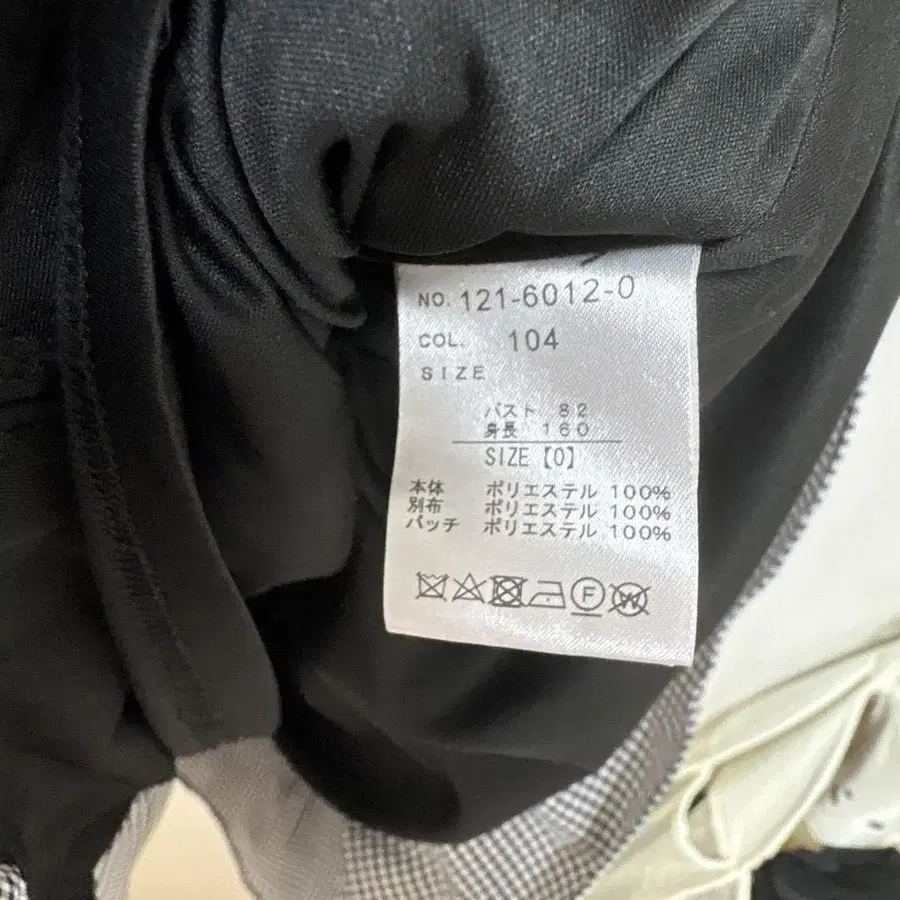 NO. 121-6012-0
COL. 104
SIZE
バスト 82
身長 160
SIZE【0】
本体 ポリエステル 100%
別布 ポリエステル 100%
パッチ ポリエステル 100%
F W